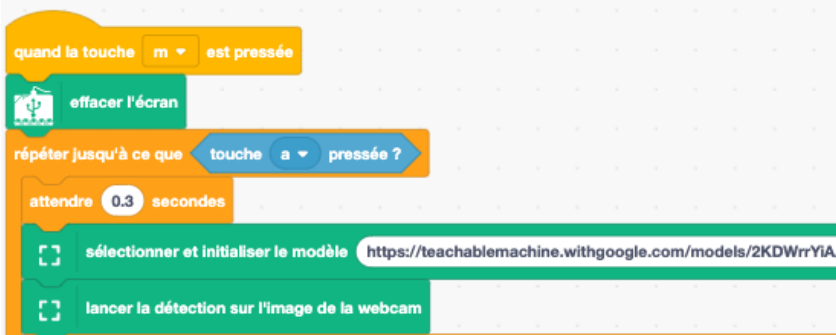 quand la touche m est pressée
effacer l'écran
répéter jusqu'à ce que touche a pressée ?
attendre 0.3 secondes
sélectionner et initialiser le modèle https://teachablemachine.withgoogle.com/models/2KDWrrYiA
lancer la détection sur l'image de la webcam